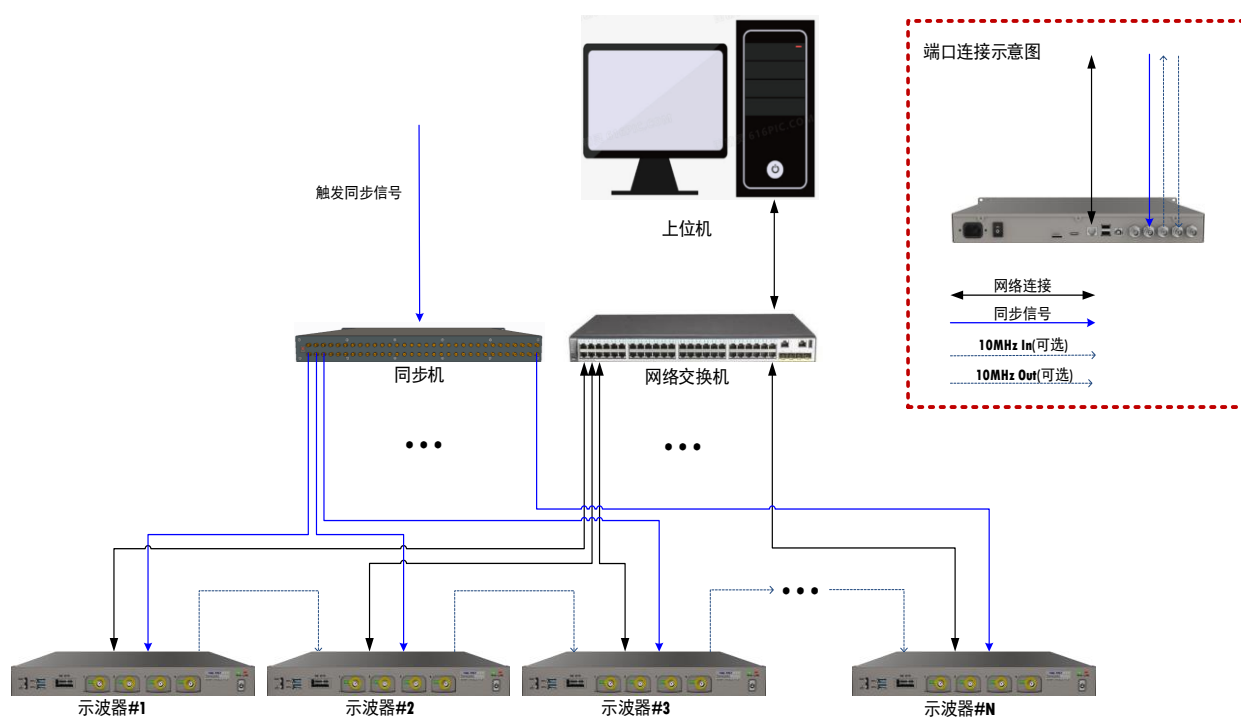 端口连接示意图
触发同步信号
上位机
网络连接
同步信号
10MHz In(可选)
10MHz Out(可选)
同步机
网络交换机
示波器#1
示波器#2
示波器#3
示波器#N